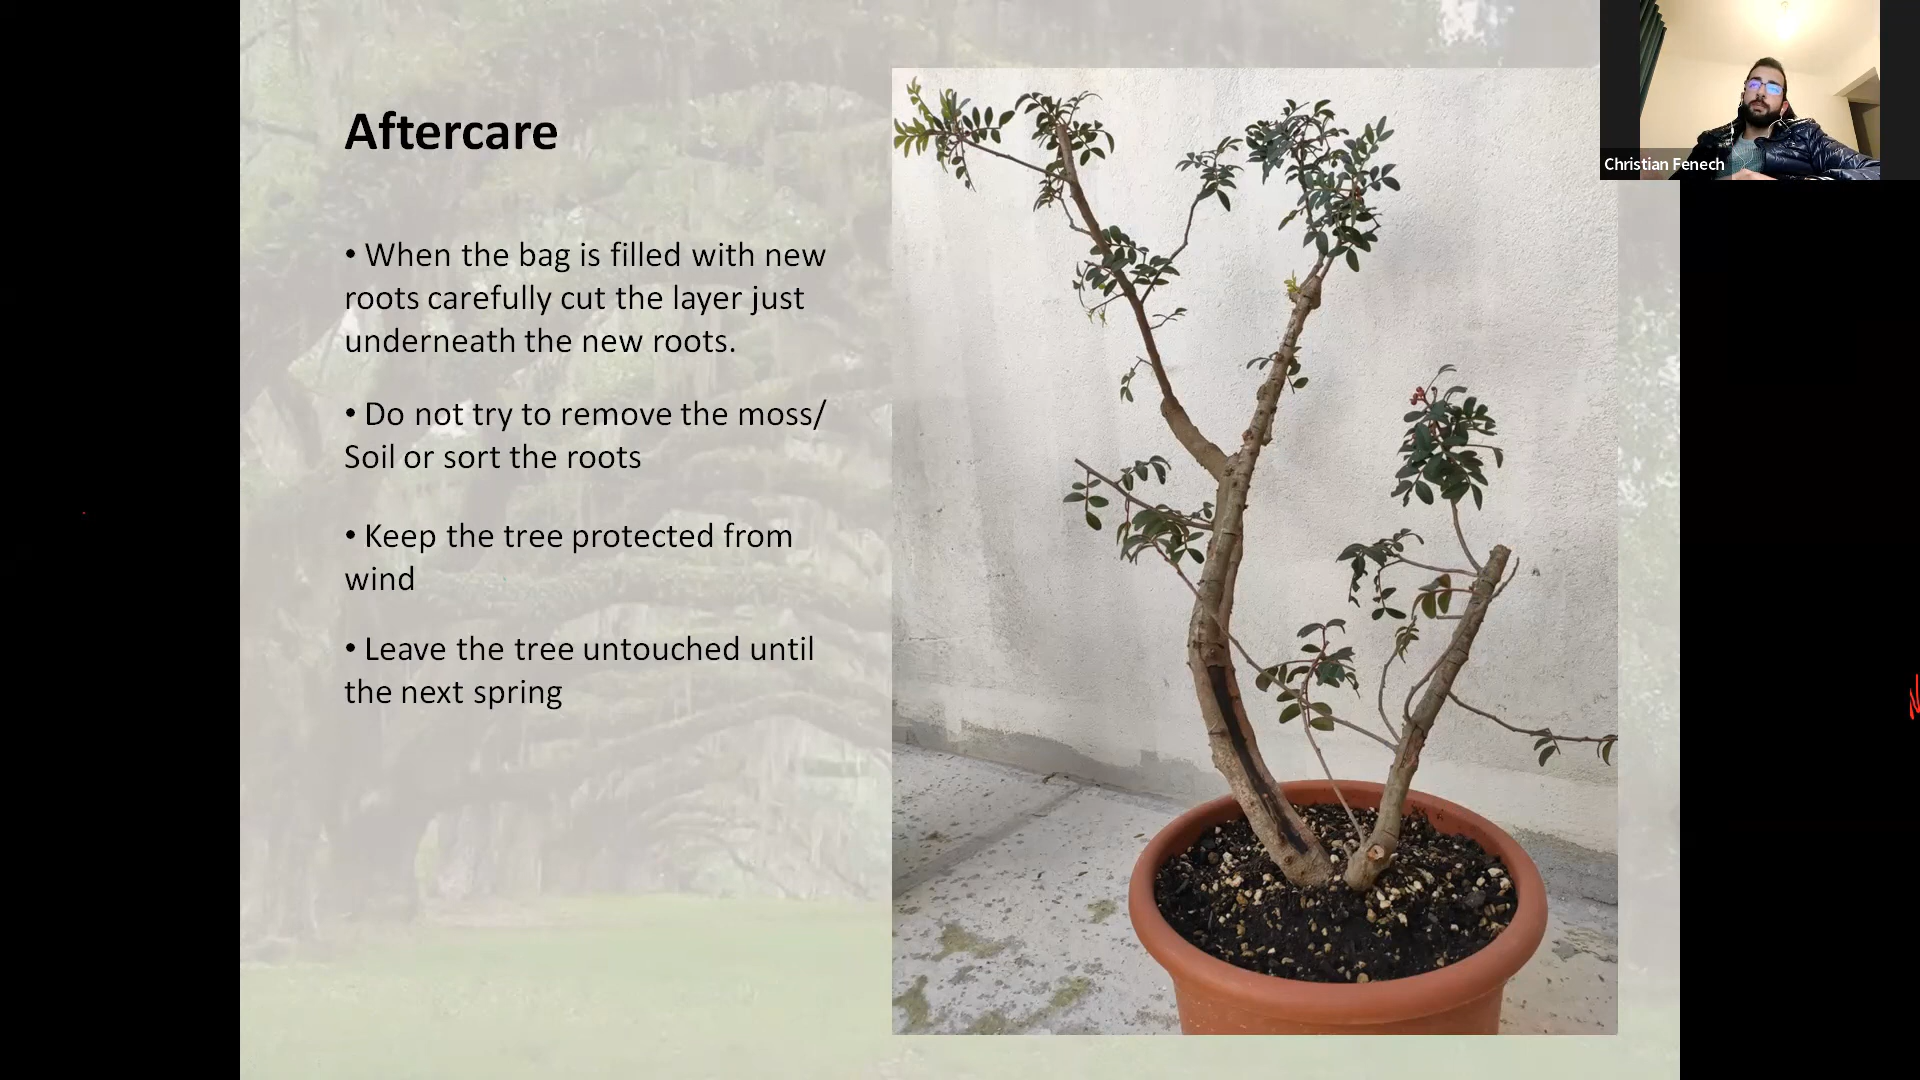 Aftercare
• When the bag is filled with new
roots carefully cut the layer just
underneath the new roots.
• Do not try to remove the moss/
Soil or sort the roots
• Keep the tree protected from
wind
• Leave the tree untouched until
the next spring
Christian Fenech